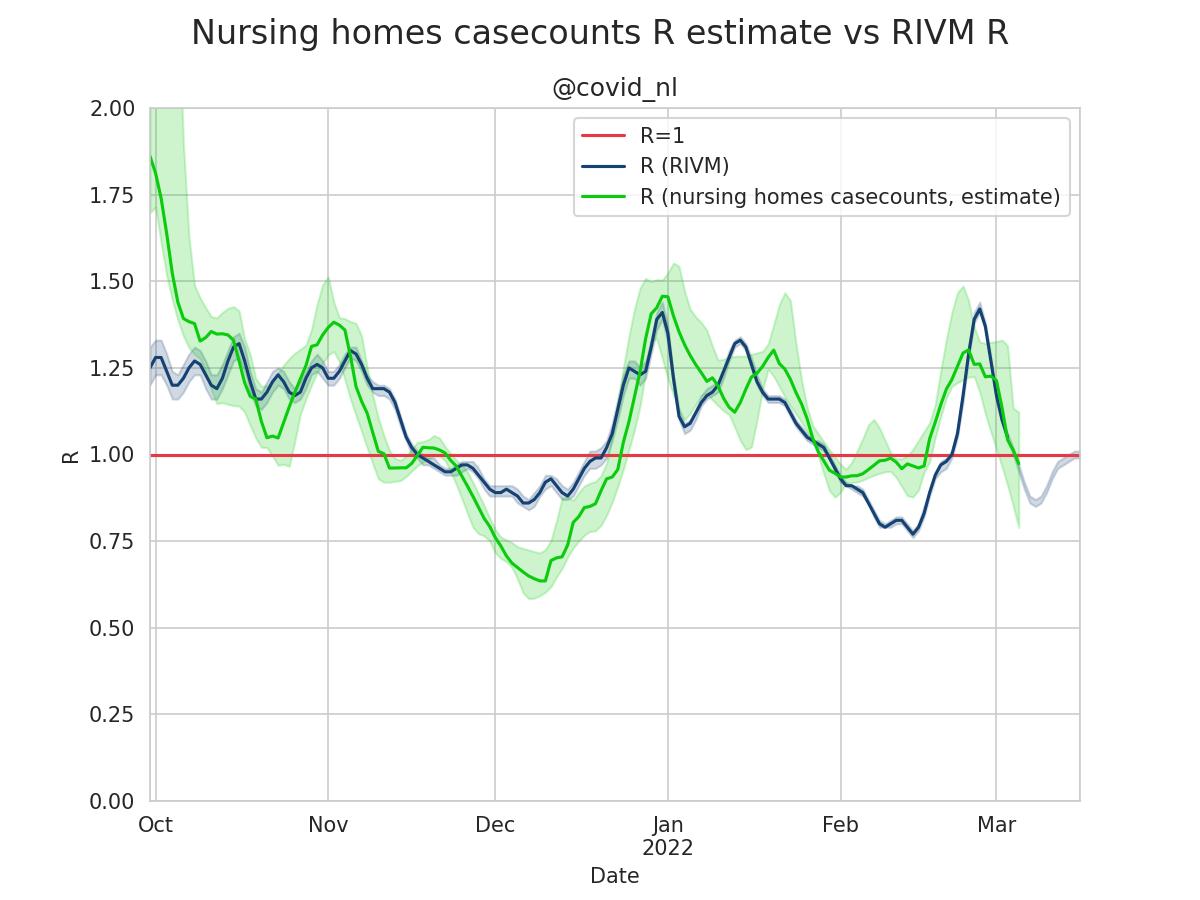 Nursing homes casecounts R estimate vs RIVM R
@covid_nl
R=1
R (RIVM)
R (nursing homes casecounts, estimate)
2.00
1.75
1.50
1.25
1.00
0.75
0.50
0.25
0.00
R
Oct
Nov
Dec
Jan
2022
Feb
Mar
Date